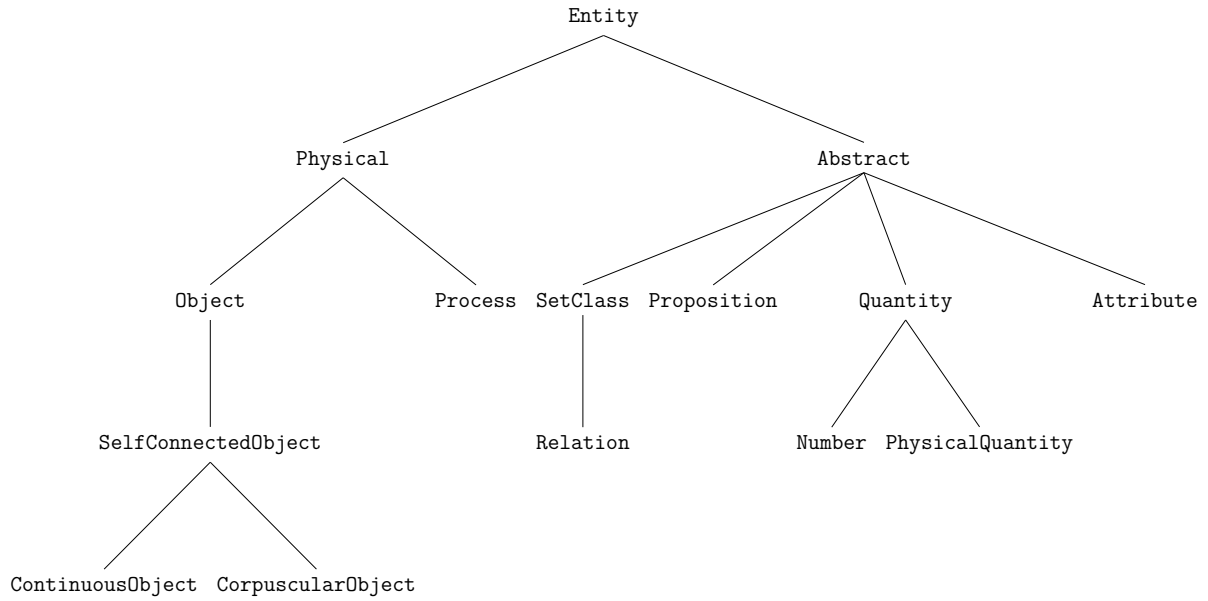 Entity
Physical Abstract
Object Process SetClass Proposition Quantity Attribute
SelfConnectedObject Relation Number PhysicalQuantity
ContinuousObject CorpuscularObject